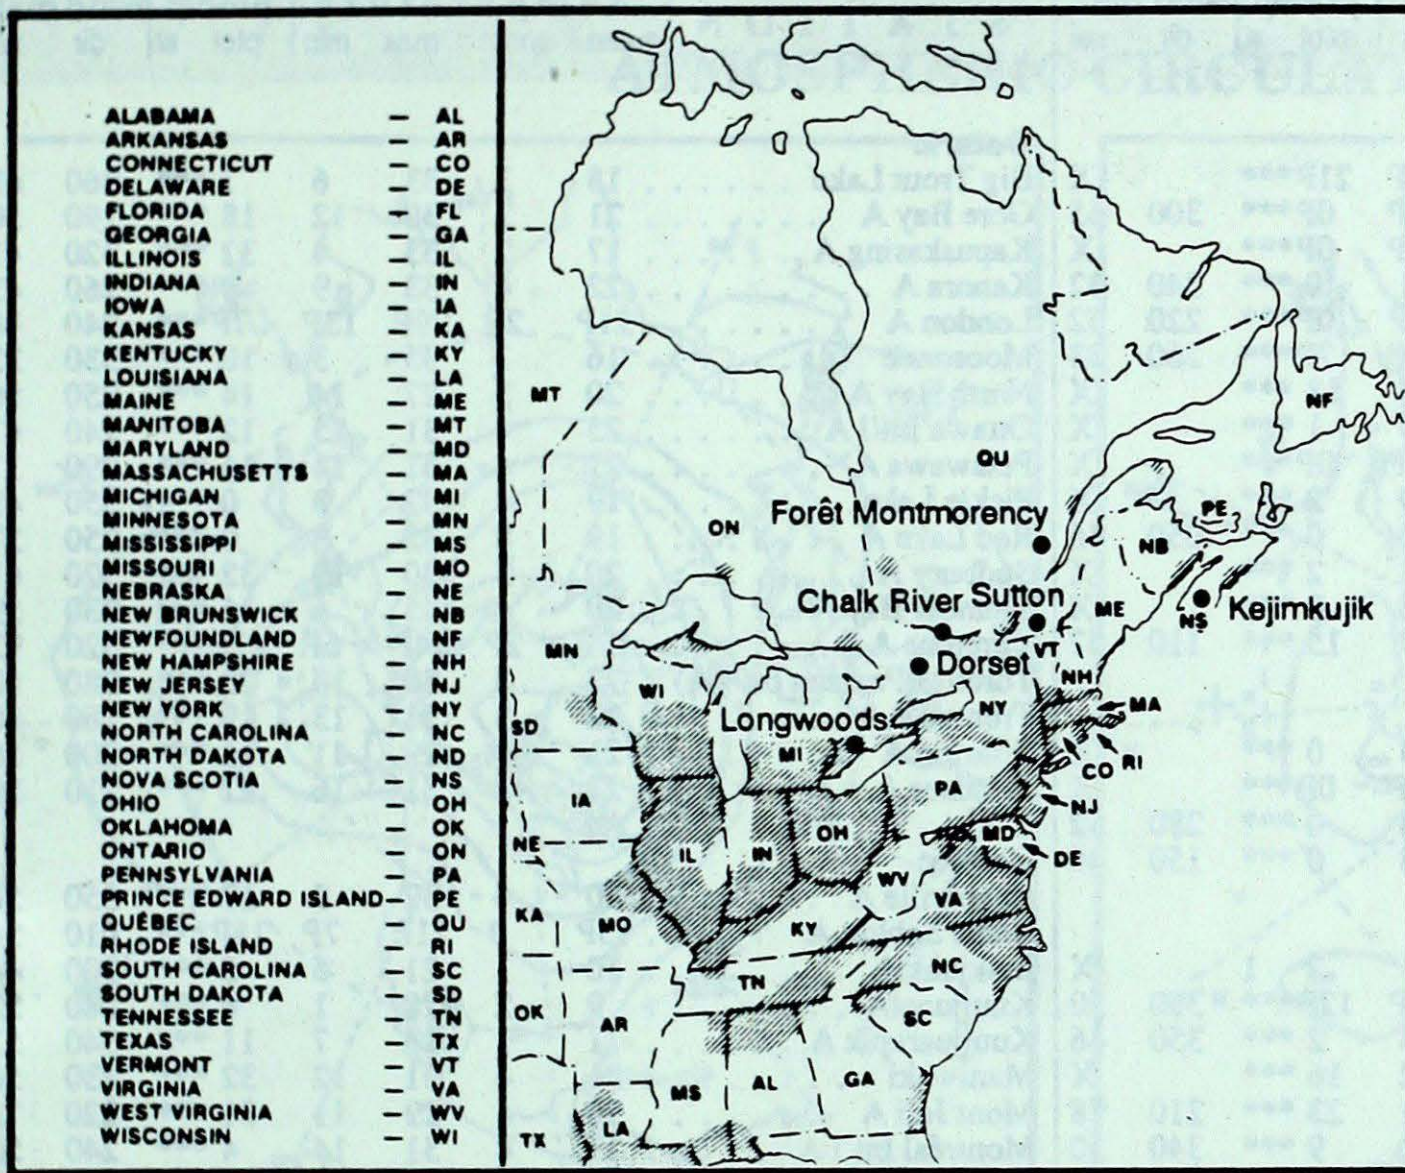 ALABAMA – AL
ARKANSAS – AR
CONNECTICUT – CO
DELAWARE – DE
FLORIDA – FL
GEORGIA – GA
ILLINOIS – IL
INDIANA – IN
IOWA – IA
KANSAS – KA
KENTUCKY – KY
LOUISIANA – LA
MAINE – ME
MANITOBA – MT
MARYLAND – MD
MASSACHUSETTS – MA
MICHIGAN – MI
MINNESOTA – MN
MISSISSIPPI – MS
MISSOURI – MO
NEBRASKA – NE
NEW BRUNSWICK – NB
NEWFOUNDLAND – NF
NEW HAMPSHIRE – NH
NEW JERSEY – NJ
NEW YORK – NY
NORTH CAROLINA – NC
NORTH DAKOTA – ND
NOVA SCOTIA – NS
OHIO – OH
OKLAHOMA – OK
ONTARIO – ON
PENNSYLVANIA – PA
PRINCE EDWARD ISLAND – PE
QUÉBEC – QU
RHODE ISLAND – RI
SOUTH CAROLINA – SC
SOUTH DAKOTA – SD
TENNESSEE – TN
TEXAS – TX
VERMONT – VT
VIRGINIA – VA
WEST VIRGINIA – WV
WISCONSIN – WI
MT
NF
QU
ON
Forêt Montmorency
PE
NB
Chalk River
Sutton
ME
NS
Kejimkujik
MN
Dorset
VT
NH
WI
NY
MA
SD
Longwoods
MI
CO
RI
IA
PA
NJ
NE
IL
IN
OH
MD
DE
WV
VA
KA
MO
KY
NC
TN
OK
AR
SC
MS
AL
GA
TX
LA